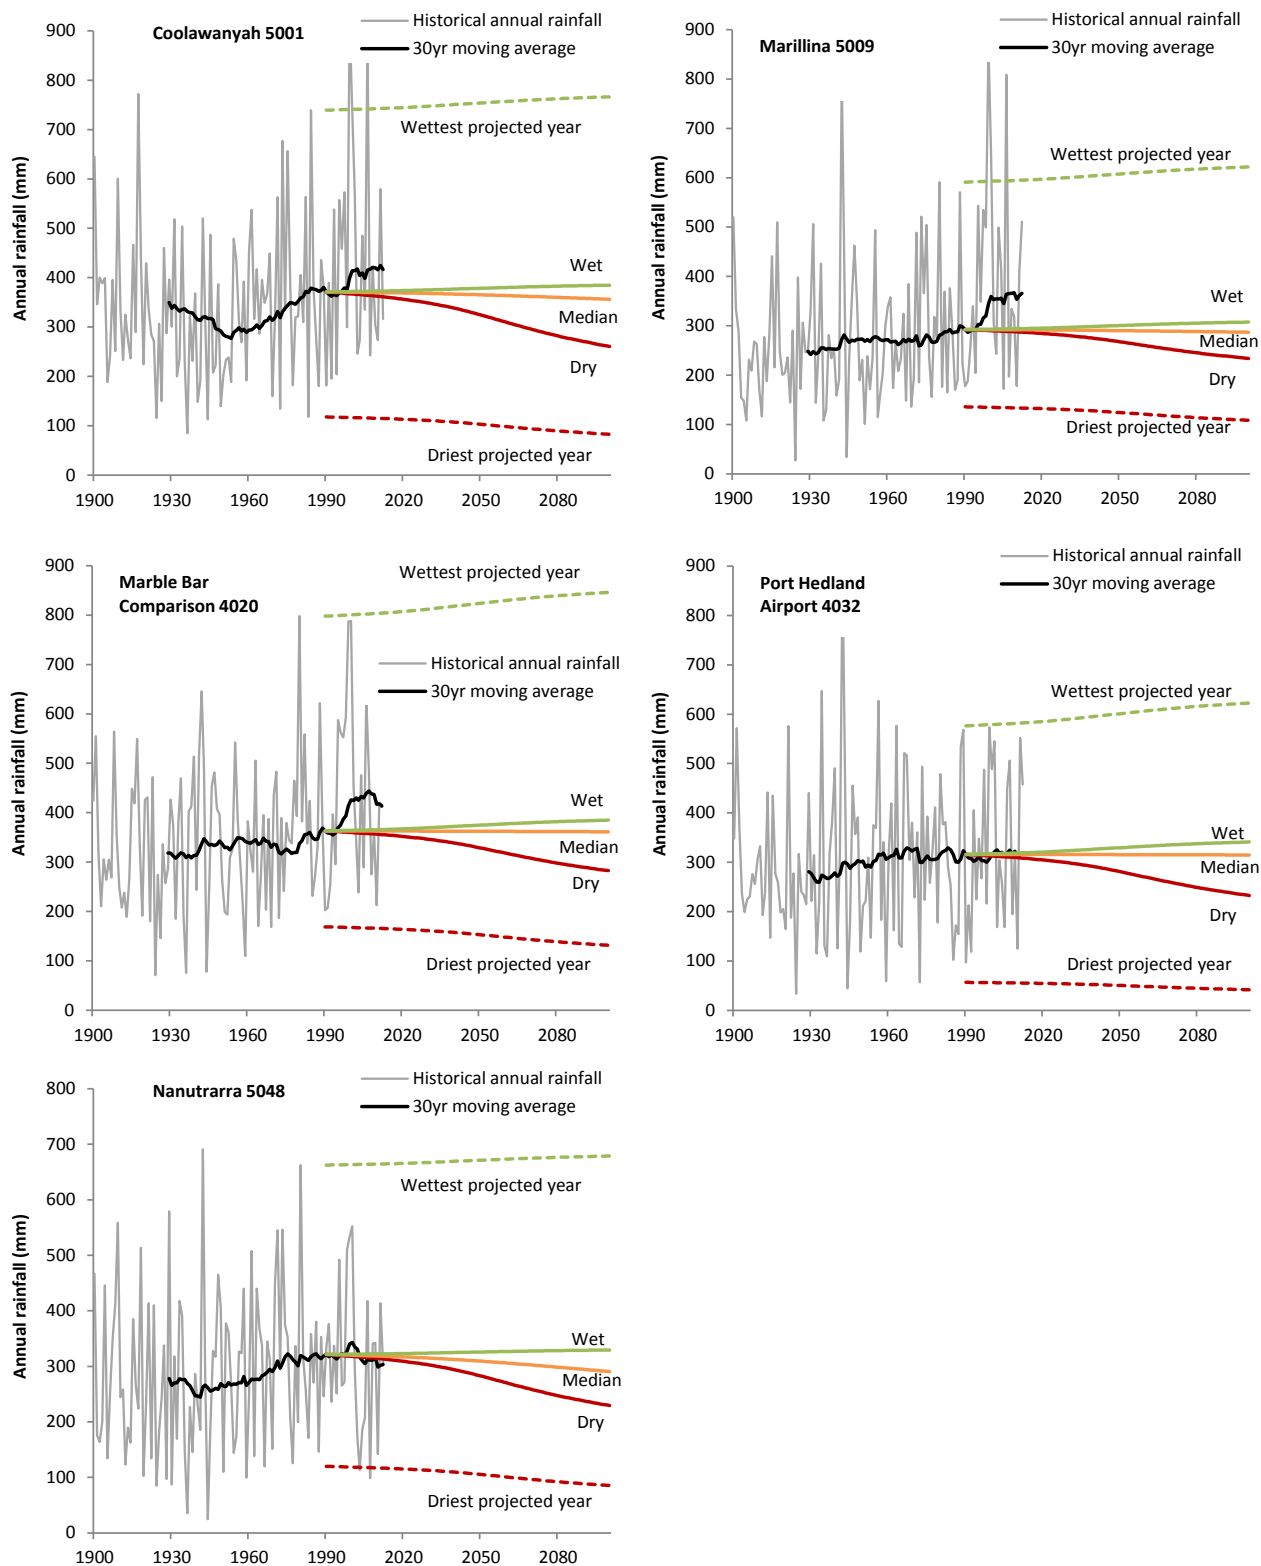 Coolawanyah 5001
Historical annual rainfall
30yr moving average
Annual rainfall (mm)
900
800
700
600
500
400
300
200
100
0
Wettest projected year
Wet
Median
Dry
Driest projected year
1900 1930 1960 1990 2020 2050 2080
Marillina 5009
Historical annual rainfall
30yr moving average
Annual rainfall (mm)
900
800
700
600
500
400
300
200
100
0
Wettest projected year
Wet
Median
Dry
Driest projected year
1900 1930 1960 1990 2020 2050 2080
Marble Bar
Comparison 4020
Wettest projected year
Historical annual rainfall
30yr moving average
Annual rainfall (mm)
900
800
700
600
500
400
300
200
100
0
Wet
Median
Dry
Driest projected year
1900 1930 1960 1990 2020 2050 2080
Port Hedland
Airport 4032
Historical annual rainfall
30yr moving average
Annual rainfall (mm)
900
800
700
600
500
400
300
200
100
0
Wettest projected year
Wet
Median
Dry
Driest projected year
1900 1930 1960 1990 2020 2050 2080
Nanutrarra 5048
Historical annual rainfall
30yr moving average
Annual rainfall (mm)
800
700
600
500
400
300
200
100
0
Wettest projected year
Wet
Median
Dry
Driest projected year
1900 1930 1960 1990 2020 2050 2080